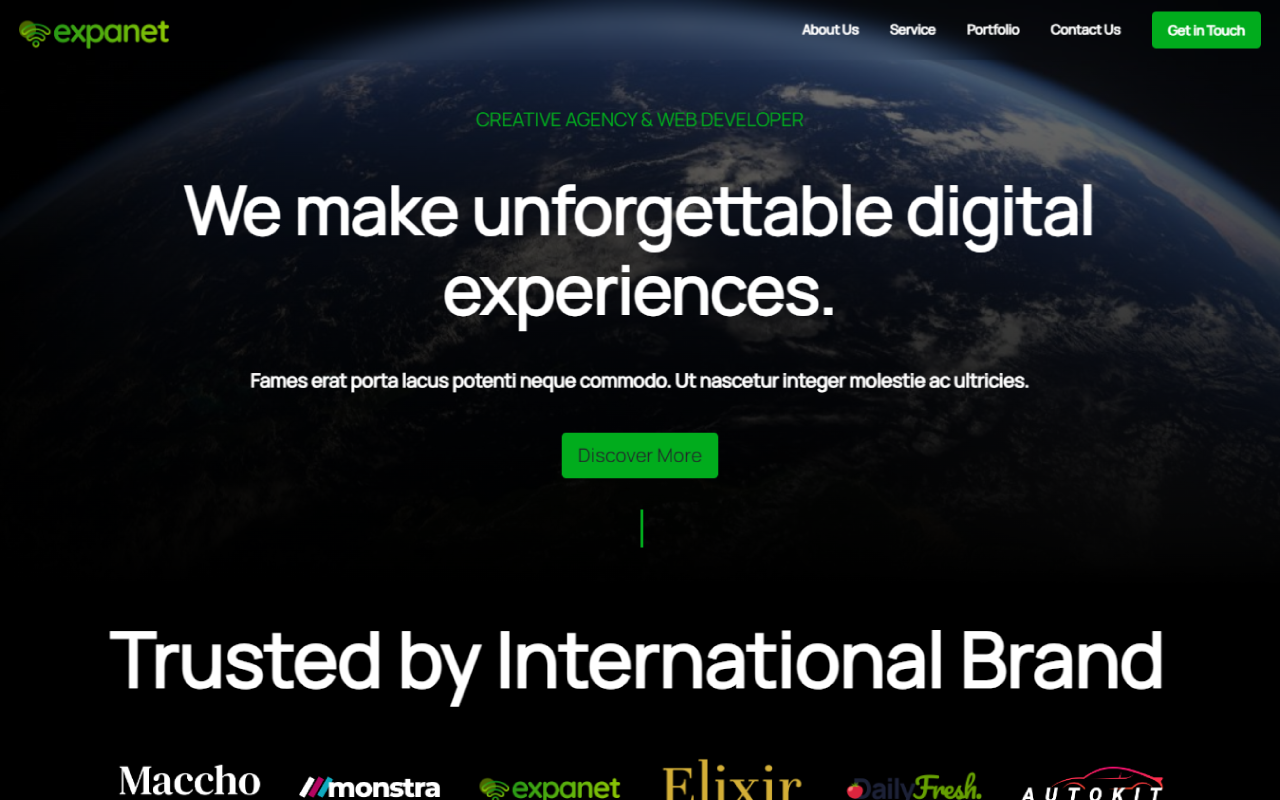 expanet
About Us
Service
Portfolio
Contact Us
Get in Touch
CREATIVE AGENCY & WEB DEVELOPER
We make unforgettable digital
experiences.
Fames erat porta lacus potenti neque commodo. Ut nascetur integer molestie ac ultricies.
Discover More
Trusted by International Brand
Maccho
monstra
expanet
Elixir
DailyFresh.
AUTOKIT